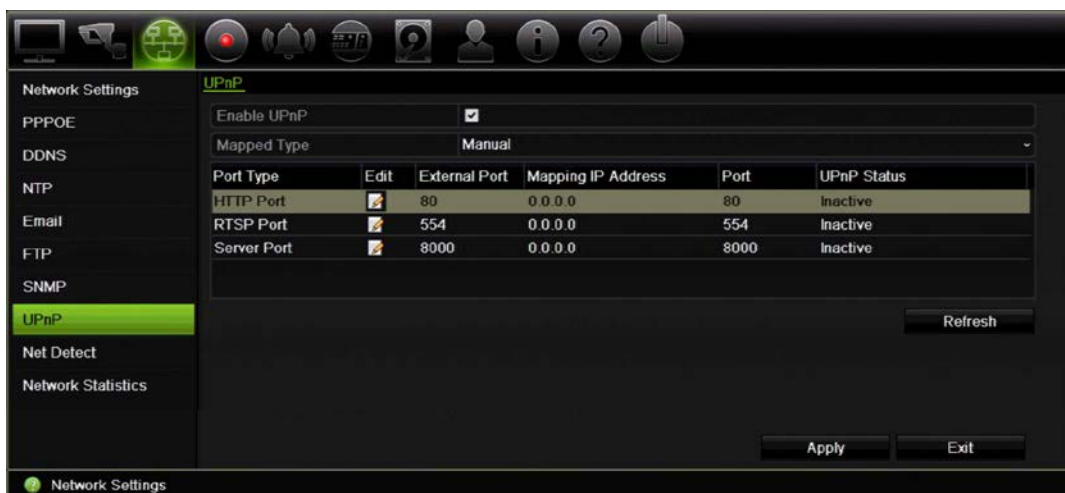 Network Settings
PPPOE
DDNS
NTP
Email
FTP
SNMP
UPnP
Net Detect
Network Statistics
UPnP
Enable UPnP
Mapped Type Manual
Port Type Edit External Port Mapping IP Address Port UPnP Status
HTTP Port 80 0.0.0.0 80 Inactive
RTSP Port 554 0.0.0.0 554 Inactive
Server Port 8000 0.0.0.0 8000 Inactive
Refresh
Apply Exit
Network Settings